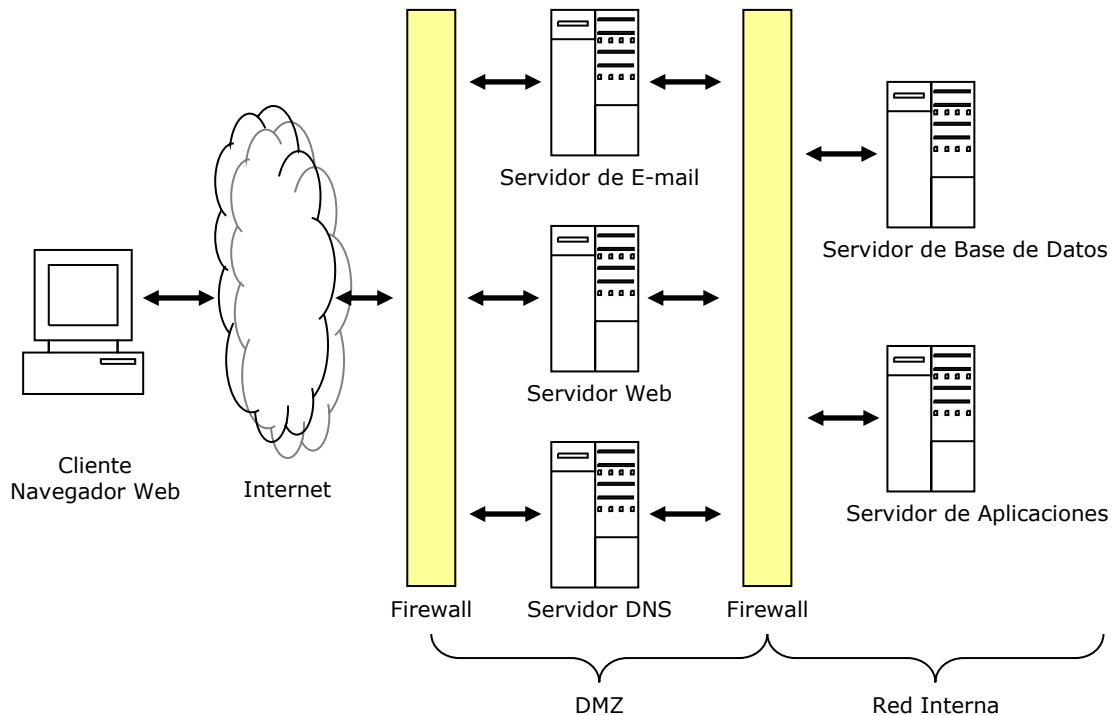 Servidor de E-mail
Servidor de Base de Datos
Servidor Web
Cliente
Navegador Web
Internet
Servidor de Aplicaciones
Firewall
Servidor DNS
Firewall
DMZ
Red Interna